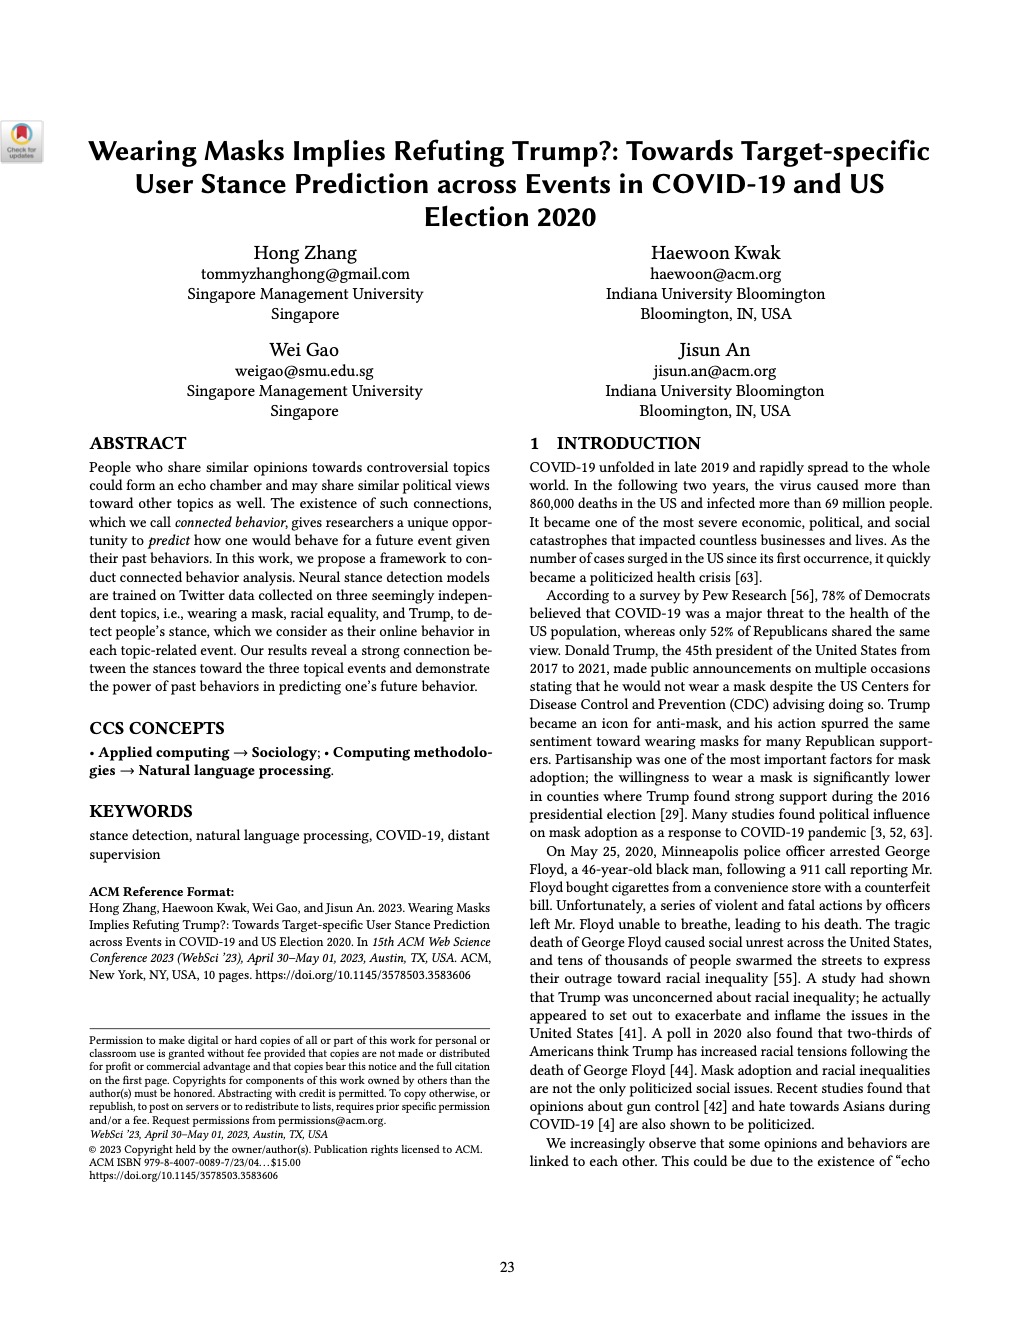 Check for
updates
Wearing Masks Implies Refuting Trump?: Towards Target-specific
User Stance Prediction across Events in COVID-19 and US
Election 2020
Hong Zhang
tommyzhanghong@gmail.com
Singapore Management University
Singapore
Haewoon Kwak
haewoon@acm.org
Indiana University Bloomington
Bloomington, IN, USA
Wei Gao
weigao@smu.edu.sg
Singapore Management University
Singapore
Jisun An
jisun.an@acm.org
Indiana University Bloomington
Bloomington, IN, USA
ABSTRACT
People who share similar opinions towards controversial topics
could form an echo chamber and may share similar political views
toward other topics as well. The existence of such connections,
which we call connected behavior, gives researchers a unique oppor-
tunity to predict how one would behave for a future event given
their past behaviors. In this work, we propose a framework to con-
duct connected behavior analysis. Neural stance detection models
are trained on Twitter data collected on three seemingly indepen-
dent topics, i.e., wearing a mask, racial equality, and Trump, to de-
tect people's stance, which we consider as their online behavior in
each topic-related event. Our results reveal a strong connection be-
tween the stances toward the three topical events and demonstrate
the power of past behaviors in predicting one's future behavior.
CCS CONCEPTS
• Applied computing → Sociology; • Computing methodolo-
gies → Natural language processing.
KEYWORDS
stance detection, natural language processing, COVID-19, distant
supervision
ACM Reference Format:
Hong Zhang, Haewoon Kwak, Wei Gao, and Jisun An. 2023. Wearing Masks
Implies Refuting Trump?: Towards Target-specific User Stance Prediction
across Events in COVID-19 and US Election 2020. In 15th ACM Web Science
Conference 2023 (WebSci '23), April 30–May 01, 2023, Austin, TX, USA. ACM,
New York, NY, USA, 10 pages. https://doi.org/10.1145/3578503.3583606
Permission to make digital or hard copies of all or part of this work for personal or
classroom use is granted without fee provided that copies are not made or distributed
for profit or commercial advantage and that copies bear this notice and the full citation
on the first page. Copyrights for components of this work owned by others than the
author(s) must be honored. Abstracting with credit is permitted. To copy otherwise, or
republish, to post on servers or to redistribute to lists, requires prior specific permission
and/or a fee. Request permissions from permissions@acm.org.
WebSci '23, April 30–May 01, 2023, Austin, TX, USA
© 2023 Copyright held by the owner/author(s). Publication rights licensed to ACM.
ACM ISBN 979-8-4007-0089-7/23/04...$15.00
https://doi.org/10.1145/3578503.3583606
1 INTRODUCTION
COVID-19 unfolded in late 2019 and rapidly spread to the whole
world. In the following two years, the virus caused more than
860,000 deaths in the US and infected more than 69 million people.
It became one of the most severe economic, political, and social
catastrophes that impacted countless businesses and lives. As the
number of cases surged in the US since its first occurrence, it quickly
became a politicized health crisis [63].
According to a survey by Pew Research [56], 78% of Democrats
believed that COVID-19 was a major threat to the health of the
US population, whereas only 52% of Republicans shared the same
view. Donald Trump, the 45th president of the United States from
2017 to 2021, made public announcements on multiple occasions
stating that he would not wear a mask despite the US Centers for
Disease Control and Prevention (CDC) advising doing so. Trump
became an icon for anti-mask, and his action spurred the same
sentiment toward wearing masks for many Republican support-
ers. Partisanship was one of the most important factors for mask
adoption; the willingness to wear a mask is significantly lower
in counties where Trump found strong support during the 2016
presidential election [29]. Many studies found political influence
on mask adoption as a response to COVID-19 pandemic [3, 52, 63].
On May 25, 2020, Minneapolis police officer arrested George
Floyd, a 46-year-old black man, following a 911 call reporting Mr.
Floyd bought cigarettes from a convenience store with a counterfeit
bill. Unfortunately, a series of violent and fatal actions by officers
left Mr. Floyd unable to breathe, leading to his death. The tragic
death of George Floyd caused social unrest across the United States,
and tens of thousands of people swarmed the streets to express
their outrage toward racial inequality [55]. A study had shown
that Trump was unconcerned about racial inequality; he actually
appeared to set out to exacerbate and inflame the issues in the
United States [41]. A poll in 2020 also found that two-thirds of
Americans think Trump has increased racial tensions following the
death of George Floyd [44]. Mask adoption and racial inequalities
are not the only politicized social issues. Recent studies found that
opinions about gun control [42] and hate towards Asians during
COVID-19 [4] are also shown to be politicized.
We increasingly observe that some opinions and behaviors are
linked to each other. This could be due to the existence of “echo
23